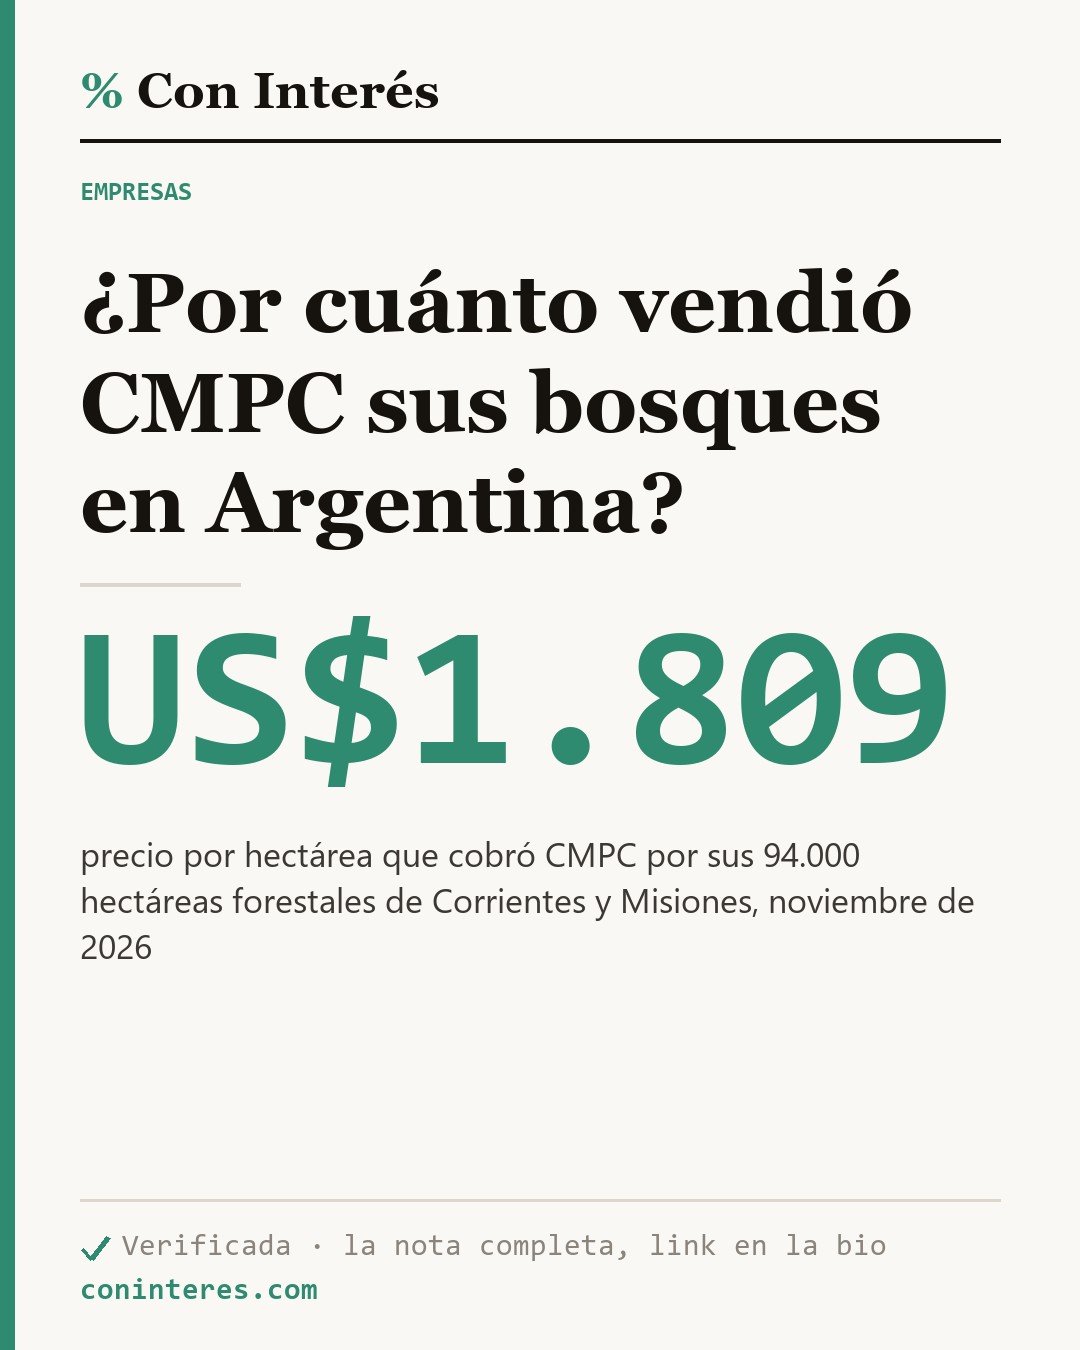 % Con Interés
EMPRESAS
¿Por cuánto vendió
CMPC sus bosques
en Argentina?
US$1.809
precio por hectárea que cobró CMPC por sus 94.000
hectáreas forestales de Corrientes y Misiones, noviembre de
2026
Verificada · la nota completa, link en la bio
coninteres.com